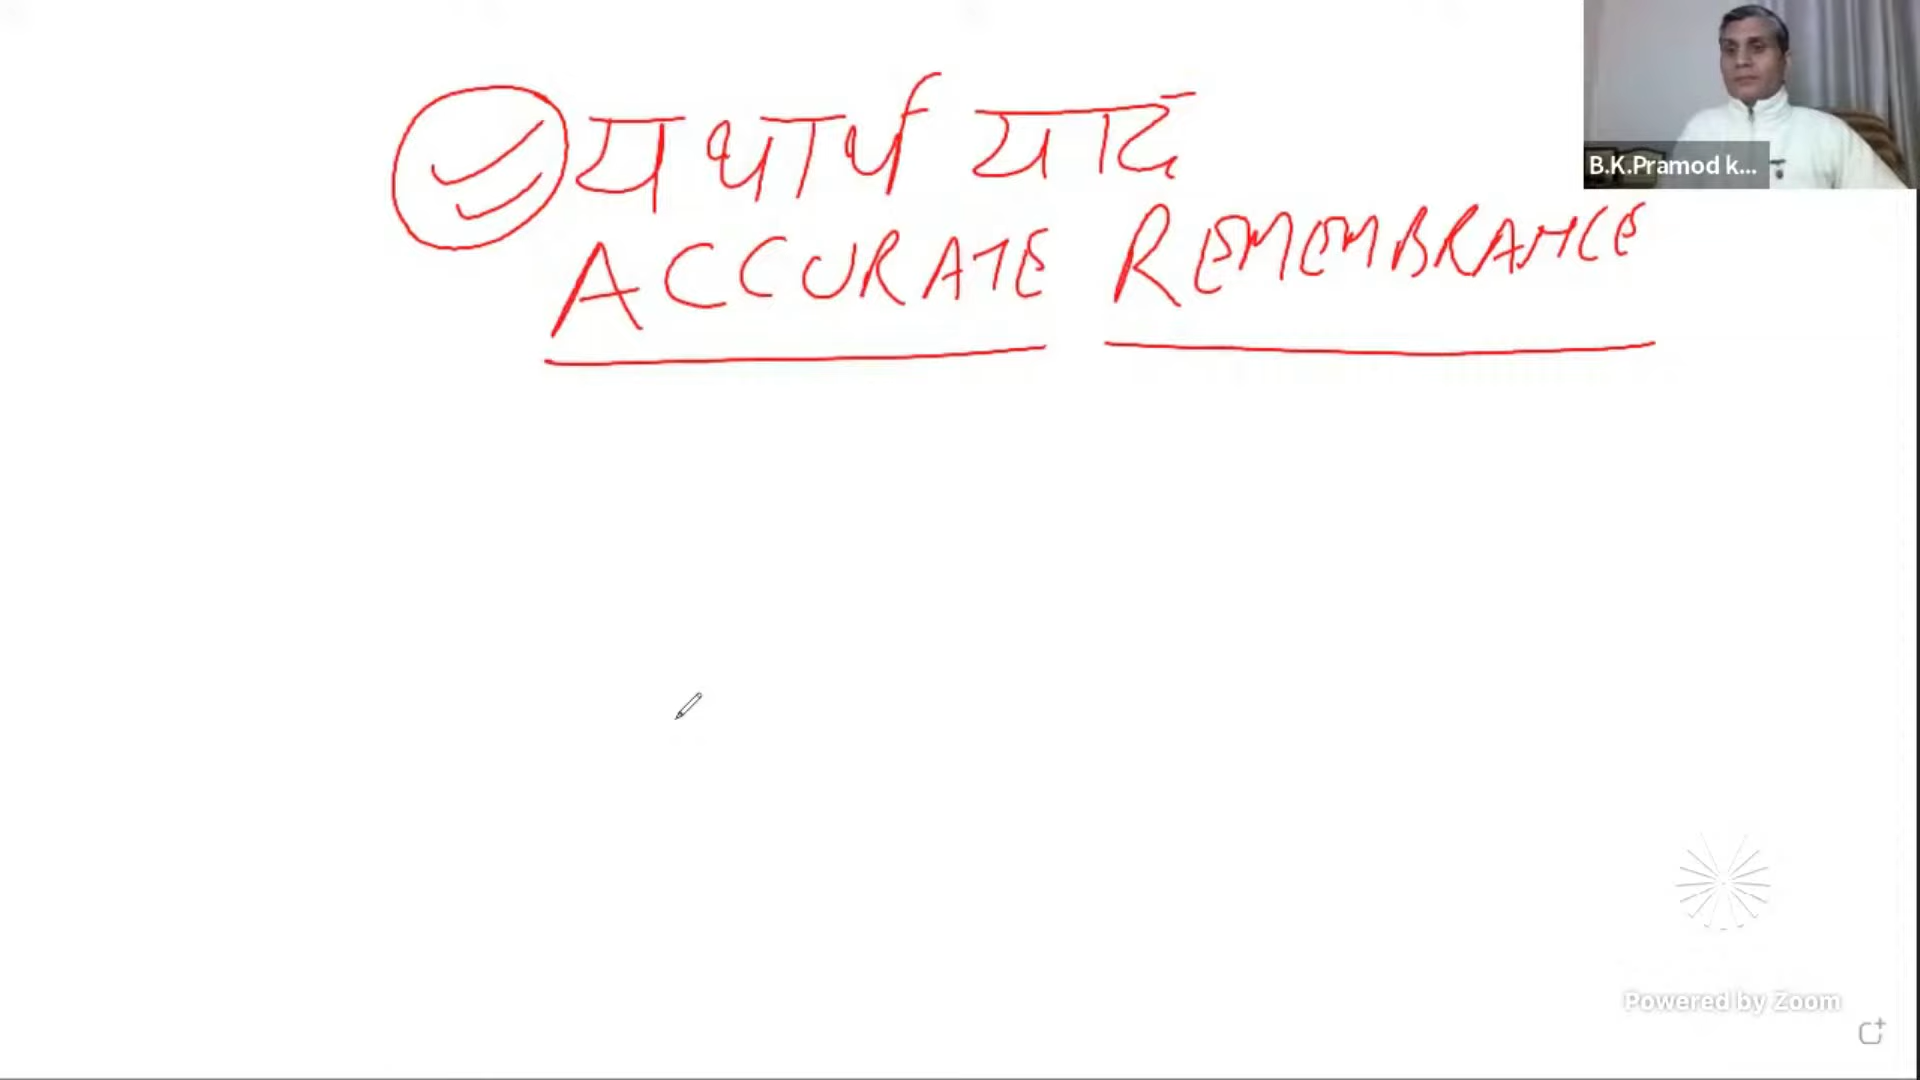 यथार्थ याद
ACCURATE REMEMBRANCE
B.K.Pramod k...
Powered by Zoom